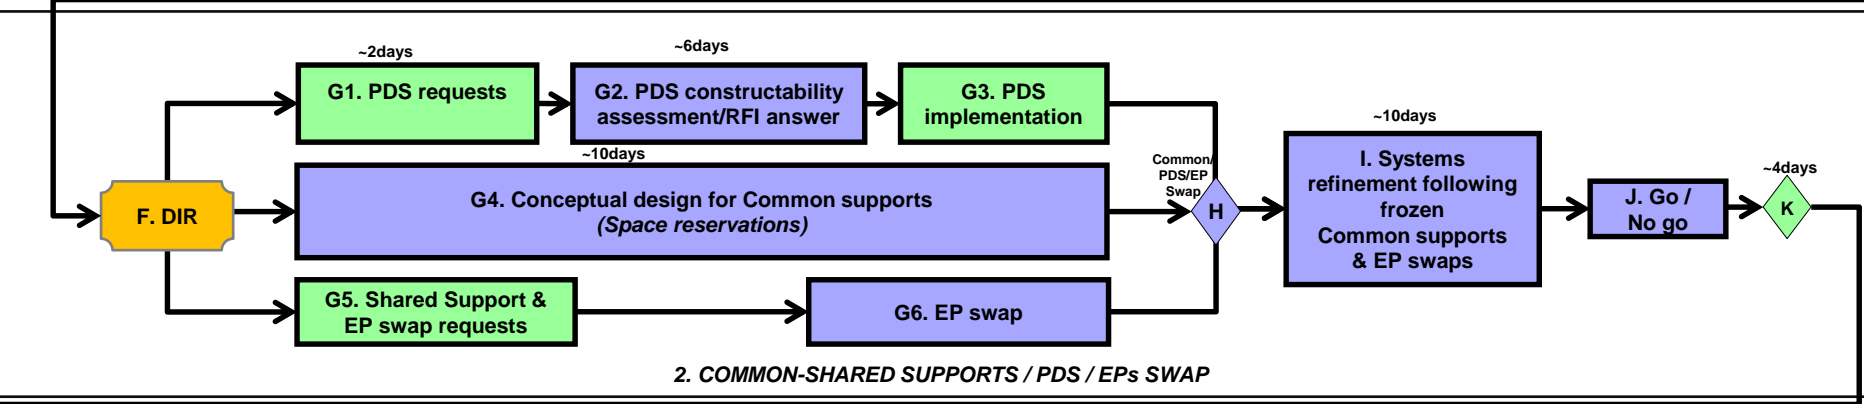 ~2days
~6days
G1. PDS requests
G2. PDS constructability
assessment/RFI answer
G3. PDS
implementation
~10days
G4. Conceptual design for Common supports
(Space reservations)
F. DIR
G5. Shared Support &
EP swap requests
G6. EP swap
Common/
PDS/EP
Swap
H
~10days
I. Systems
refinement following
frozen
Common supports
& EP swaps
J. Go /
No go
~4days
K
2. COMMON-SHARED SUPPORTS / PDS / EPs SWAP